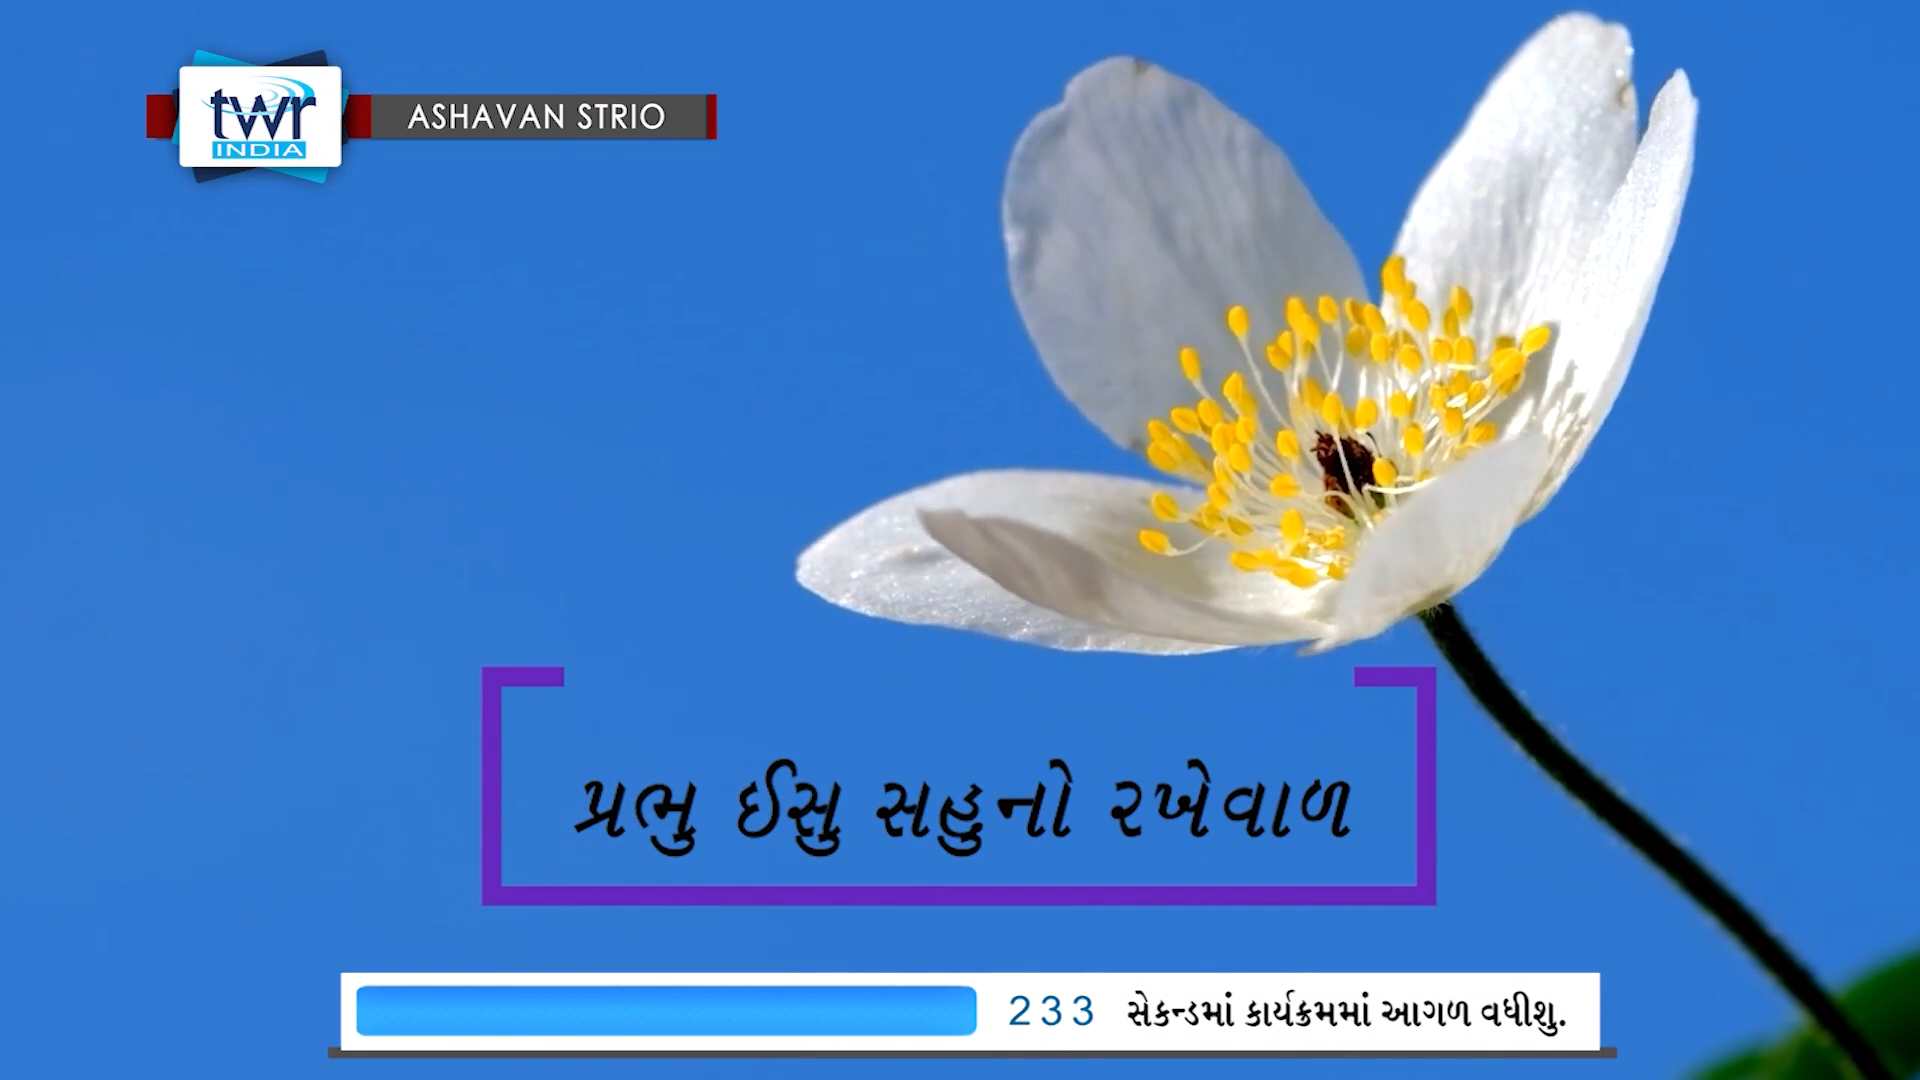 twr
INDIA
ASHAVAN STRIO
પ્રભુ ઈસુ સહુનો રખેવાળ
233 સેકન્ડમાં કાર્યક્રમમાં આગળ વધીશુ.